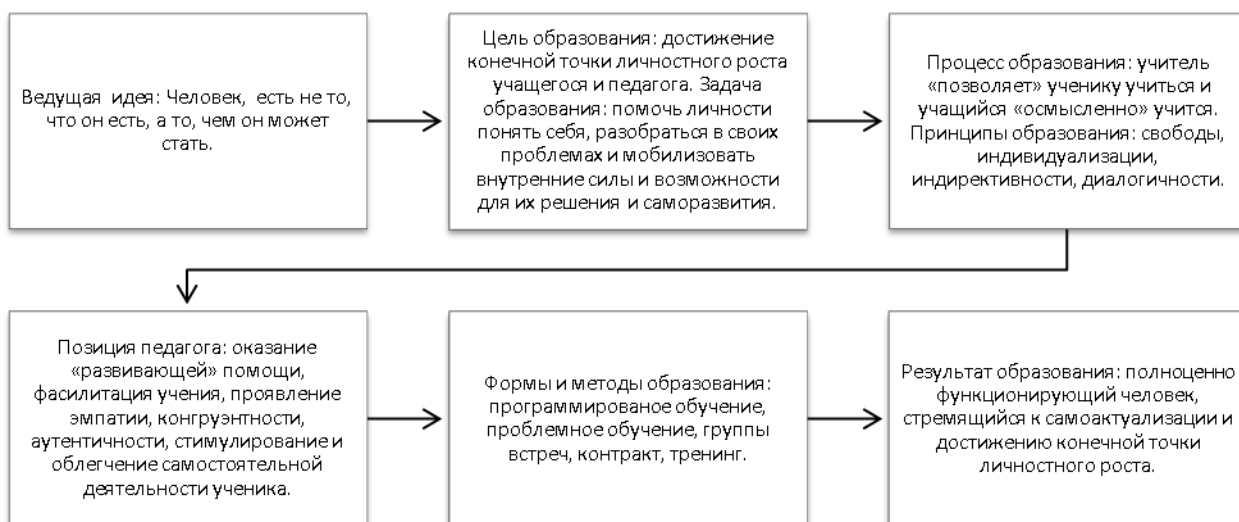 Ведущая идея: Человек, есть не то,
что он есть, а то, чем он может
стать.
Цель образования: достижение
конечной точки личностного роста
учащегося и педагога. Задача
образования: помочь личности
понять себя, разобраться в своих
проблемах и мобилизовать
внутренние силы и возможности
для их решения и саморазвития.
Процесс образования: учитель
«позволяет» ученику учиться и
учащийся «осмысленно» учится.
Принципы образования: свободы,
индивидуализации,
индирективности, диалогичности.
Позиция педагога: оказание
«развивающей» помощи,
фасилитация учения, проявление
эмпатии, конгруэнтности,
аутентичности, стимулирование и
облегчение самостоятельной
деятельности ученика.
Формы и методы образования:
программированое обучение,
проблемное обучение, группы
встреч, контракт, тренинг.
Результат образования: полноценно
функционирующий человек,
стремящийся к самоактуализации и
достижению конечной точки
личностного роста.